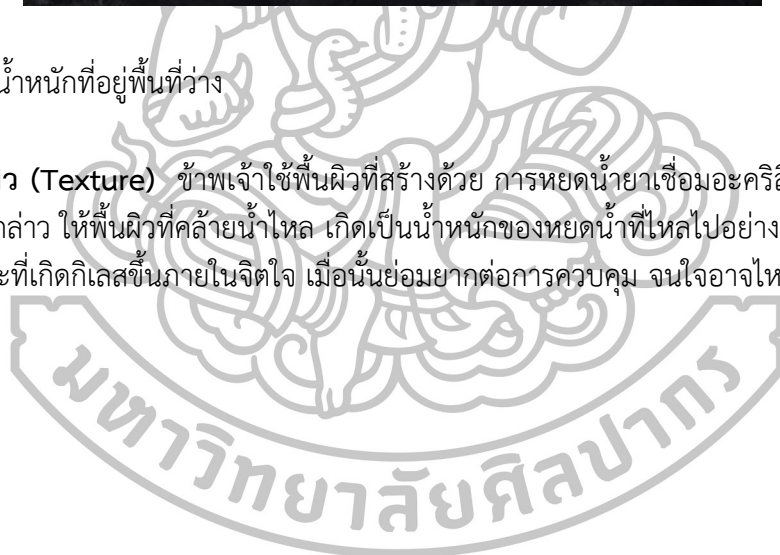 น้ำหนักที่อยู่พื้นที่ว่าง
(Texture) ข้าพเจ้าใช้พื้นผิวที่สร้างด้วย การหยดน้ำยาเชื่อมอะคริลิ
กล่าว ให้พื้นผิวที่คล้ายน้ำไหล เกิดเป็นน้ำหนักของหยดน้ำที่ไหลไปอย่าง
ที่เกิดกิเลสขึ้นภายในจิตใจ เมื่อนั้นย่อมยากต่อการควบคุม จนใจอาจไห
มหาวิทยาลัยศิลปากร